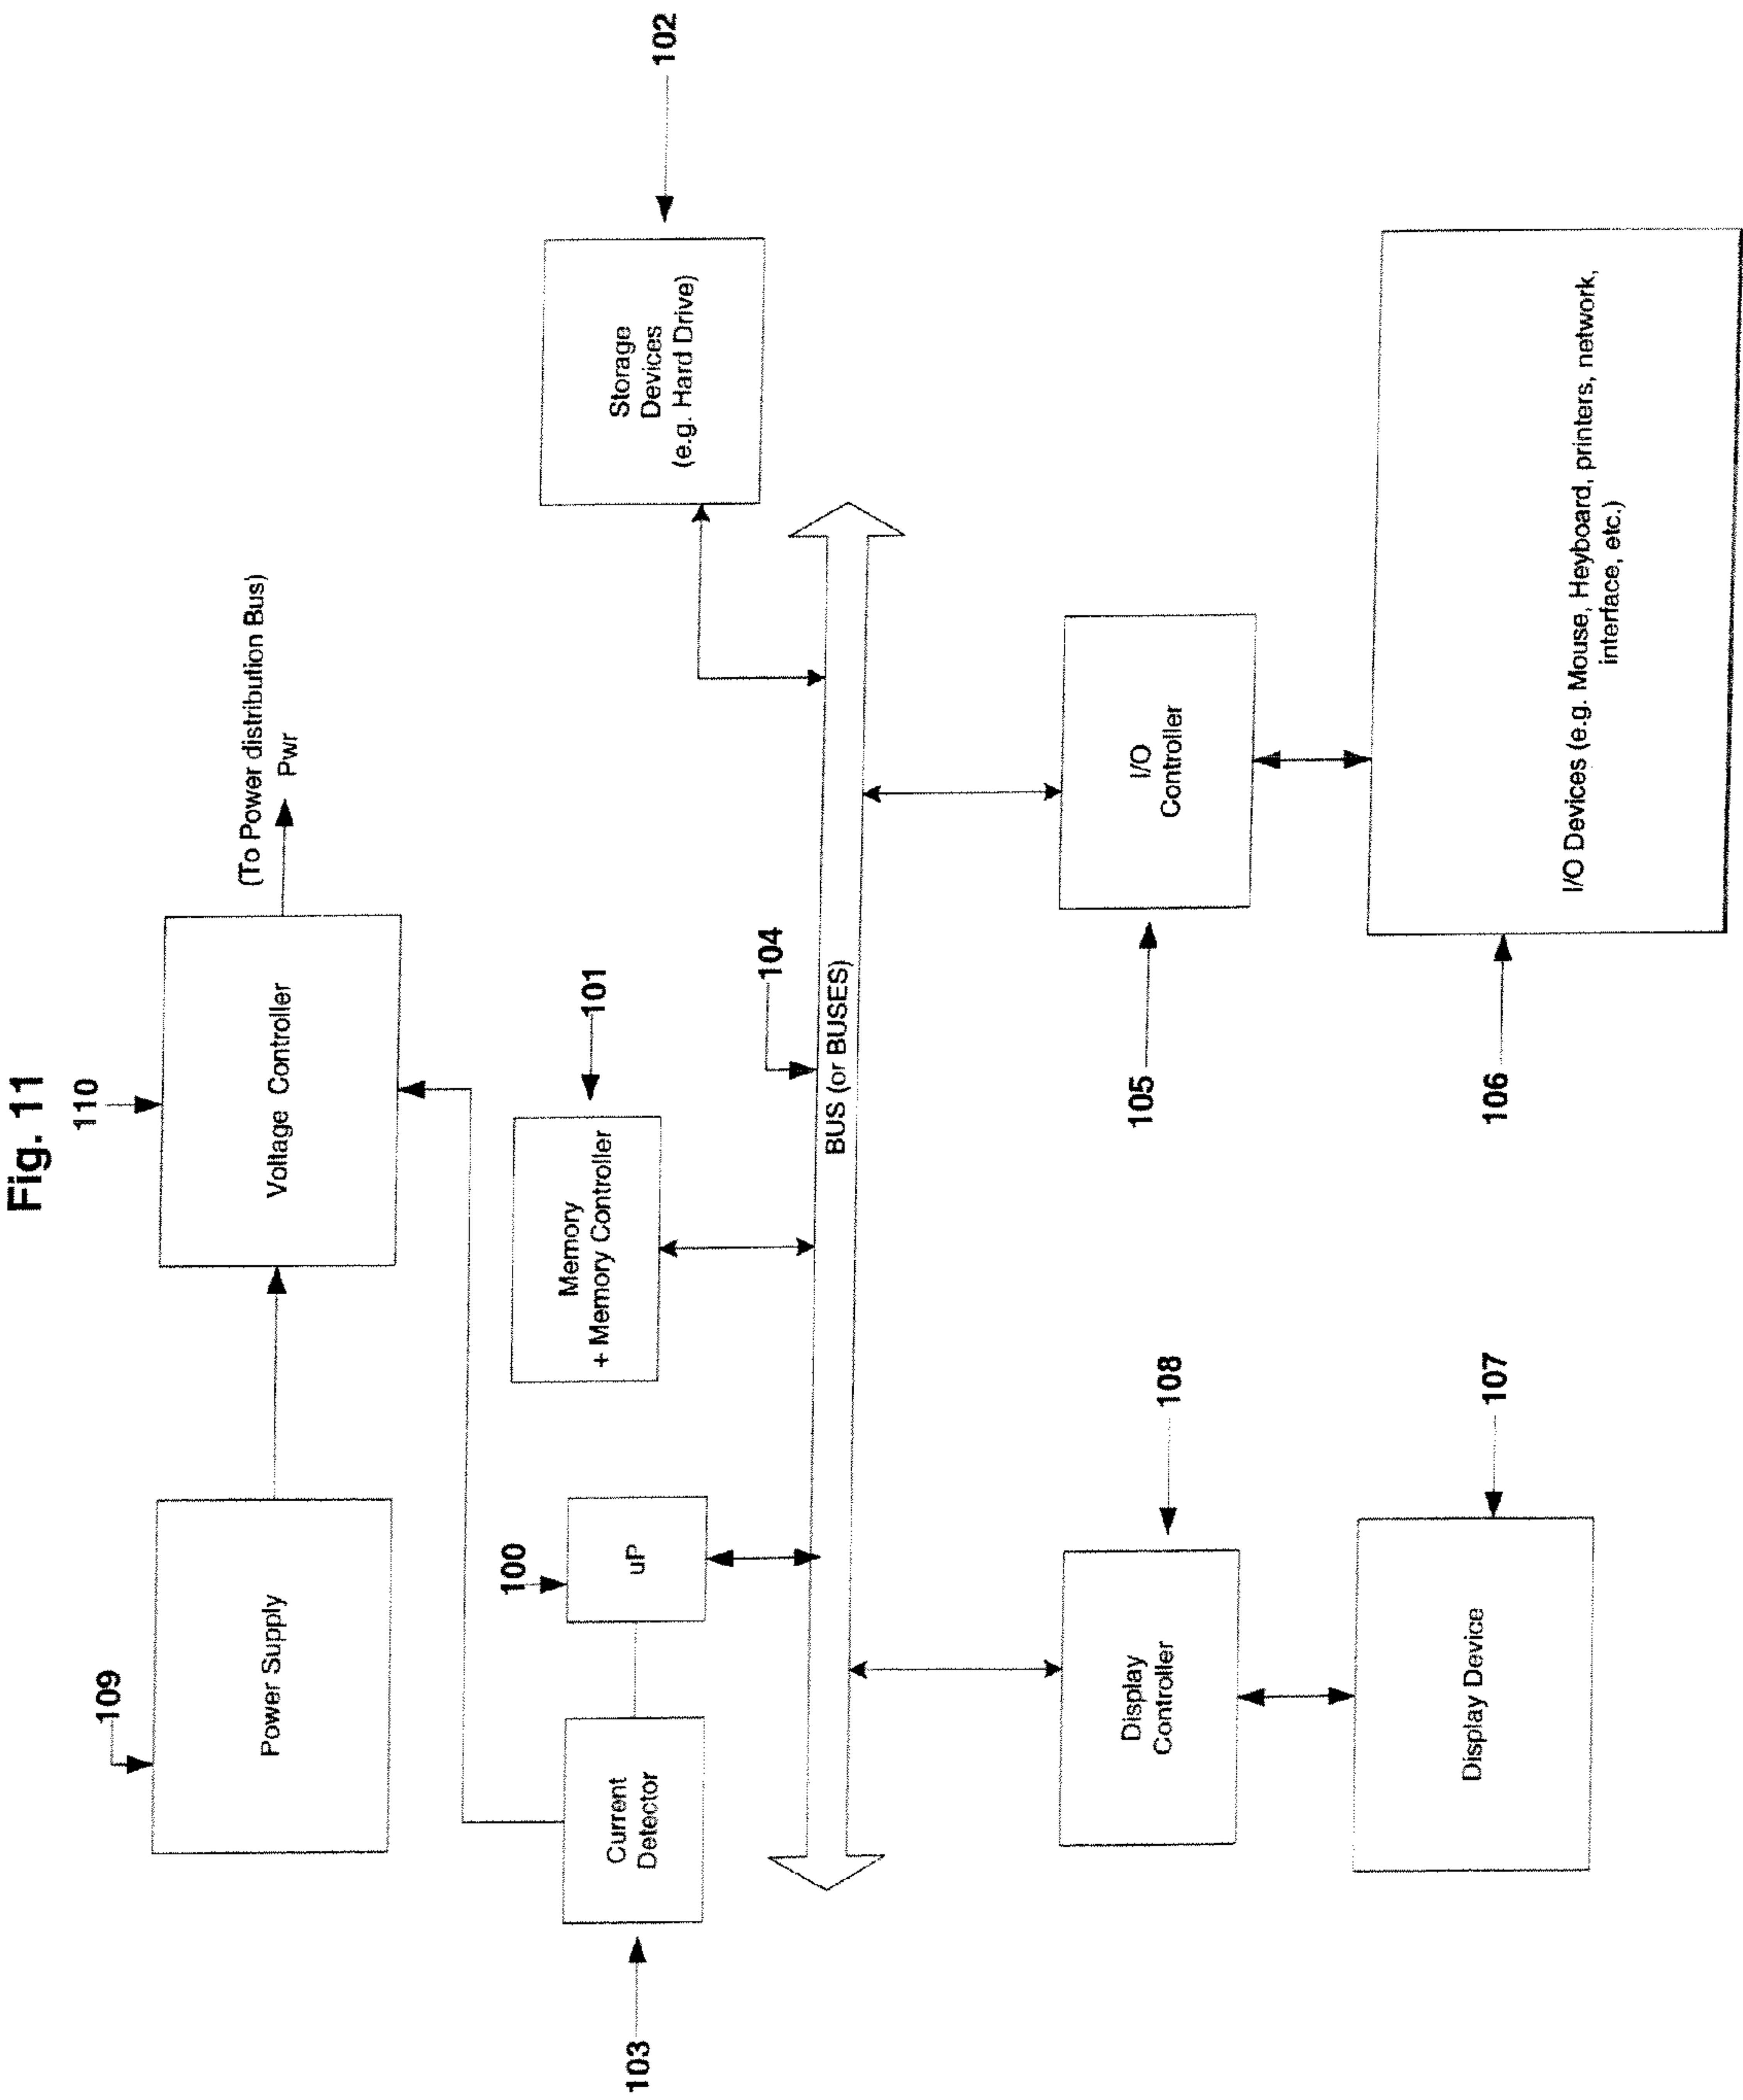 Fig. 11
110
109
Power Supply
Voltage Controller
(To Power distribution Bus)
Pwr
103
Current
Detector
100
uP
Memory
+ Memory Controller
101
Storage
Devices
(e.g. Hard Drive)
102
104
BUS (or BUSES)
Display
Controller
108
105
I/O
Controller
Display Device
107
106
I/O Devices (e.g. Mouse, Heyboard, printers, network,
interface, etc.)